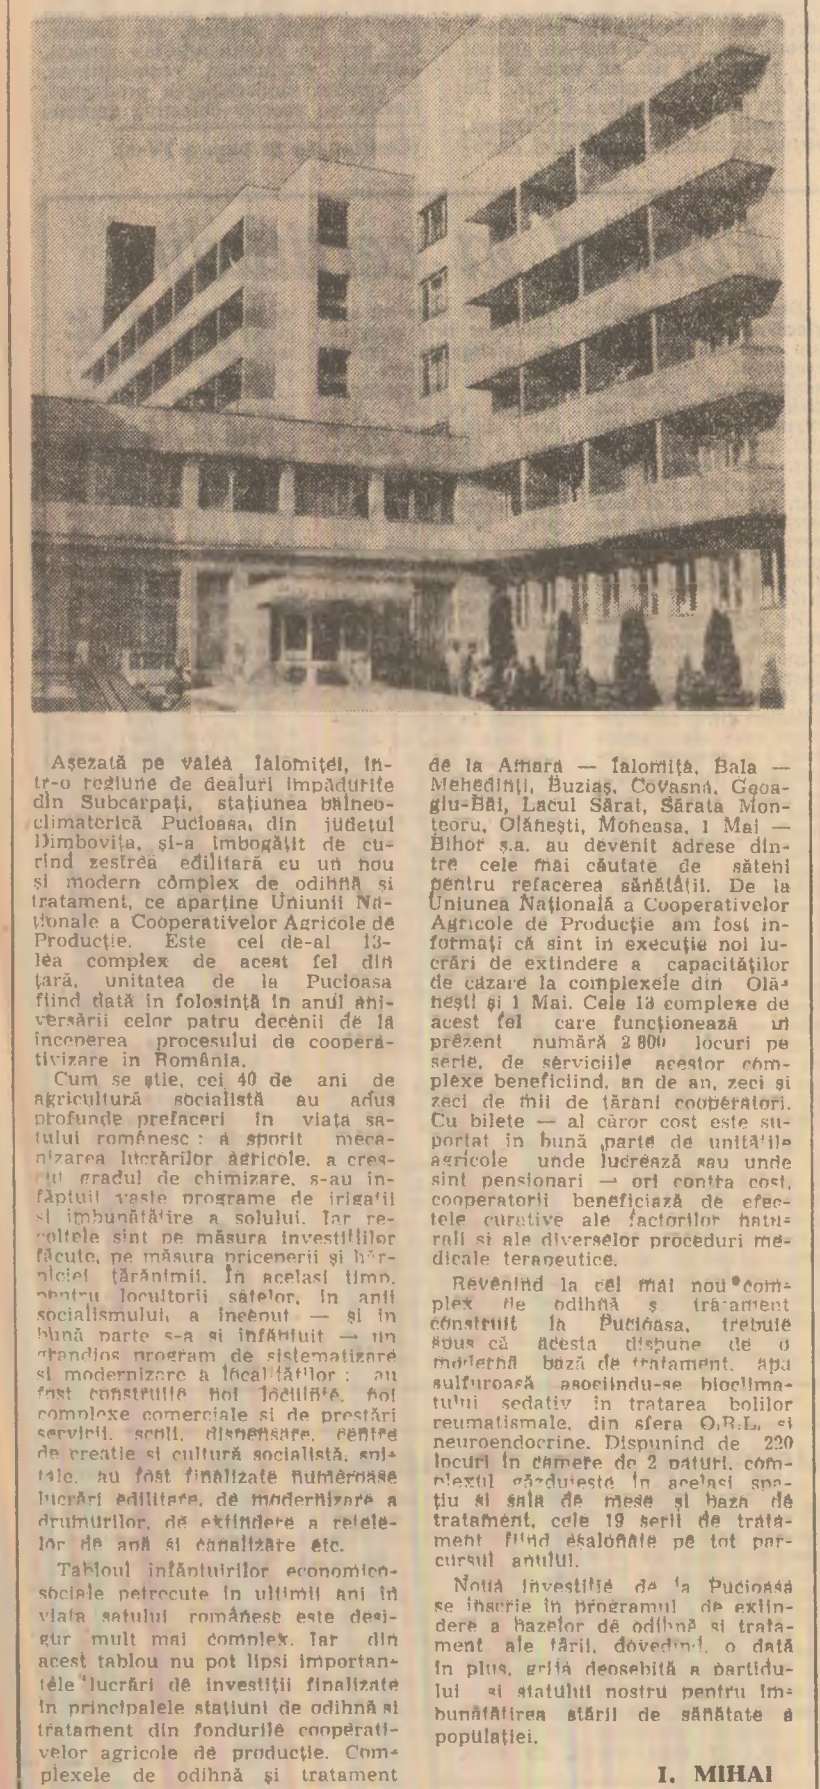 Așezată pe valea Ialomiței, în-
tr-o regiune de dealuri împădurite
din Subcarpați, stațiunea balneo-
climaterică Pucioasa, din județul
Dîmbovița, și-a îmbogățit de cu-
rînd zestrea edilitară cu un nou
și modern complex de odihnă și
tratament, ce aparține Uniunii Na-
ționale a Cooperativelor Agricole de
Producție. Este cel de-al 13-
lea complex de acest fel din
țară, unitatea de la Pucioasa
fiind dată în folosință în anul ani-
versării celor patru decenii de la
începerea procesului de coopera-
tivizare în România.
Cum se știe, cei 40 de ani de
agricultură socialistă au adus
profunde prefaceri în viața sa-
tului românesc : a sporit meca-
nizarea lucrărilor agricole, a cres-
cut gradul de chimizare, s-au în-
făptuit vaste programe de irigații
și îmbunătățire a solului. Iar re-
coltele sînt pe măsura investițiilor
făcute, pe măsura priceperii și hăr-
niciei țărănimii. În același timp,
pentru locuitorii satelor, în anii
socialismului, a început — și în
bună parte s-a și înfăptuit — un
grandios program de sistematizare
și modernizare a localităților : au
fost construite noi locuințe, noi
complexe comerciale și de prestări
servicii, școli, dispensare, centre
de creație și cultură socialistă, spi-
tale, au fost finalizate numeroase
lucrări edilitare, de modernizare a
drumurilor, de extindere a rețele-
lor de apă și canalizare etc.
Tabloul înfăptuirilor economico-
sociale petrecute în ultimii ani în
viața satului românesc este desi-
gur mult mai complex. Iar din
acest tablou nu pot lipsi importan-
tele lucrări de investiții finalizate
în principalele stațiuni de odihnă și
tratament din fondurile cooperati-
velor agricole de producție. Com-
plexele de odihnă și tratament
de la Amara — Ialomița, Bala —
Mehedinți, Buziaș, Covasna, Geoa-
giu-Băi, Lacul Sărat, Sărata Mon-
teoru, Olănești, Moneasa, 1 Mai —
Bihor ș.a. au devenit adrese din-
tre cele mai căutate de săteni
pentru refacerea sănătății. De la
Uniunea Națională a Cooperativelor
Agricole de Producție am fost in-
formați că sînt în execuție noi lu-
crări de extindere a capacităților
de cazare la complexele din Olă-
nești și 1 Mai. Cele 13 complexe de
acest fel care funcționează în
prezent numără 2 800 locuri pe
serie, de serviciile acestor com-
plexe beneficiind, an de an, zeci și
zeci de mii de țărani cooperatori.
Cu bilete — al căror cost este su-
portat în bună parte de unitățile
agricole unde lucrează sau unde
sînt pensionari — ori contra cost,
cooperatorii beneficiază de efec-
tele curative ale factorilor natu-
rali și ale diverselor proceduri me-
dicale terapeutice.
Revenind la cel mai nou com-
plex de odihnă și tratament
construit la Pucioasa, trebuie
spus că acesta dispune de o
modernă bază de tratament, apa
sulfuroasă asociindu-se bioclima-
tului sedativ în tratarea bolilor
reumatismale, din sfera O.R.L. și
neuroendocrine. Dispunînd de 220
locuri în camere de 2 paturi, com-
plexul găzduiește în același spa-
țiu și sala de mese și baza de
tratament, cele 19 serii de trata-
ment fiind eșalonate pe tot par-
cursul anului.
Noua investiție de la Pucioasa
se înscrie în programul de extin-
dere a bazelor de odihnă și trata-
ment ale țării, dovedind, o dată
în plus, grija deosebită a partidu-
lui și statului nostru pentru îm-
bunătățirea stării de sănătate a
populației.
I. MIHAI